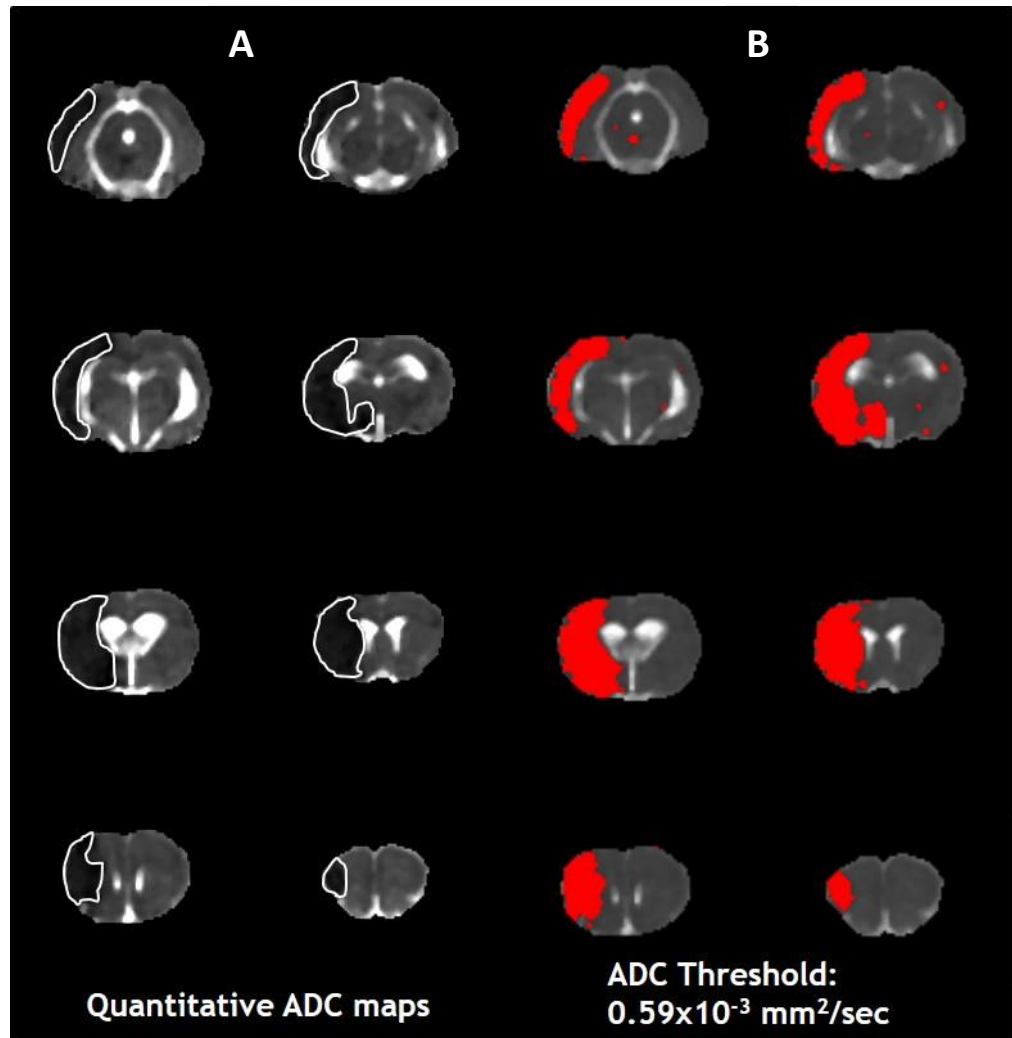 A
B
Quantitative ADC maps
ADC Threshold:
0.59x10⁻³ mm²/sec